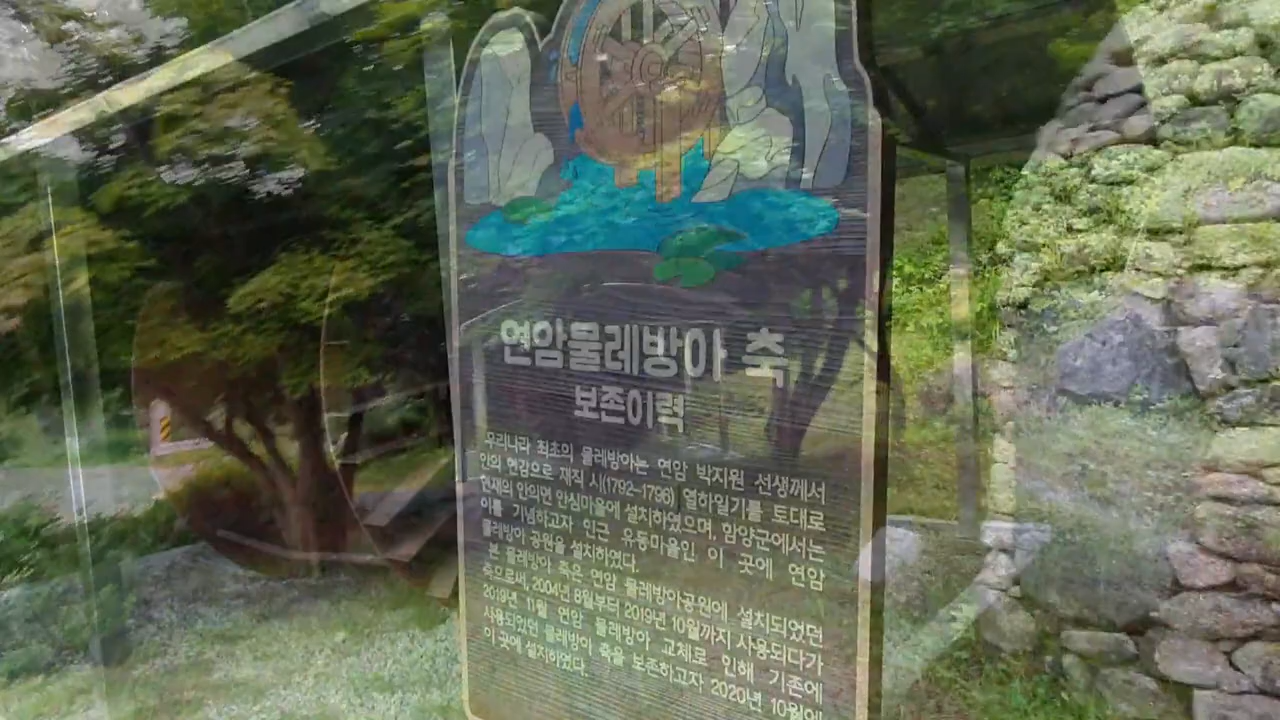 연암물레방아 축
보존이력
우리나라 최초의 물레방아는 연암 박지원 선생께서
안의 현감으로 재직 시(1792-1796) 열하일기를 토대로
현재의 안의면 안심마을에 설치하였으며, 함양군에서는
이를 기념하고자 인근 유동마을인 이 곳에 연암
물레방아 공원을 설치하였다.
본 물레방아 축은 연암 물레방아공원에 설치되었던
축으로써, 2004년 8월부터 2019년 10월까지 사용되다가
2019년 11월 연암 물레방아 교체로 인해 기존에
사용되었던 물레방아 축을 보존하고자 2020년 10월에
이 곳에 설치하였다.